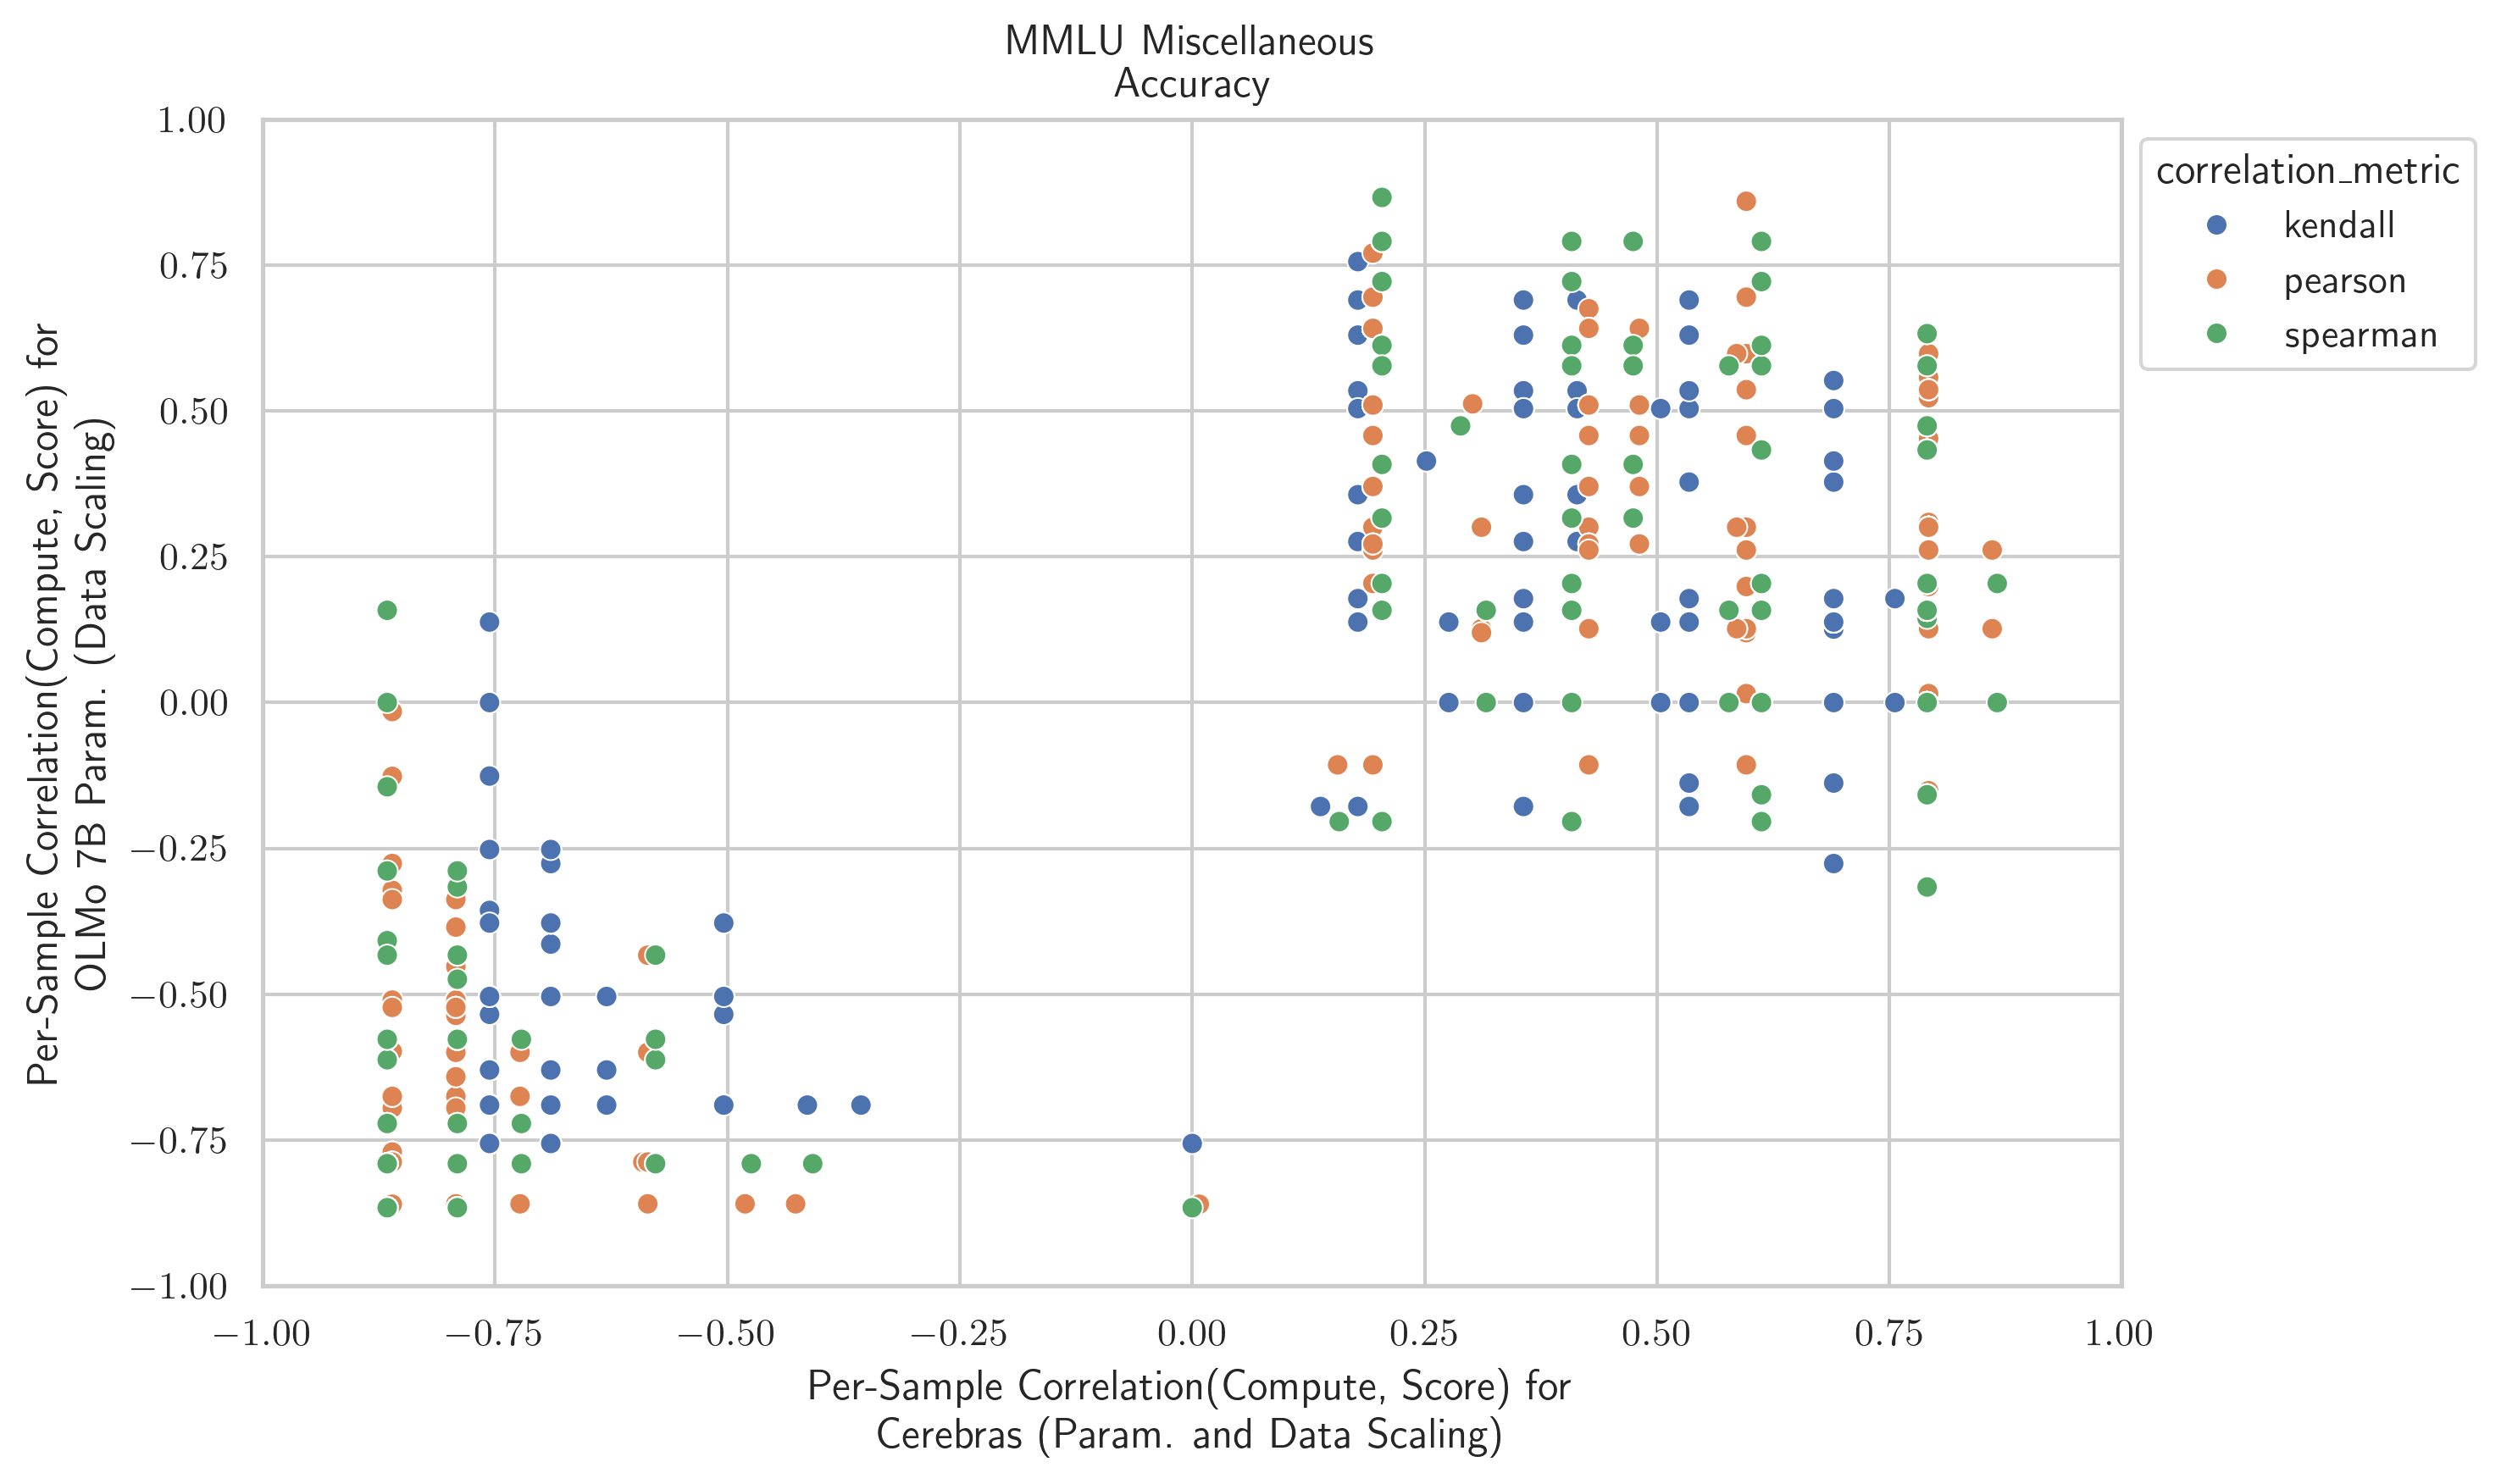 MMLU Miscellaneous
Accuracy
Per-Sample Correlation(Compute, Score) for
OLMo 7B Param. (Data Scaling)
1.00
0.75
0.50
0.25
0.00
−0.25
−0.50
−0.75
−1.00
−1.00 −0.75 −0.50 −0.25 0.00 0.25 0.50 0.75 1.00
Per-Sample Correlation(Compute, Score) for
Cerebras (Param. and Data Scaling)
correlation_metric
kendall
pearson
spearman